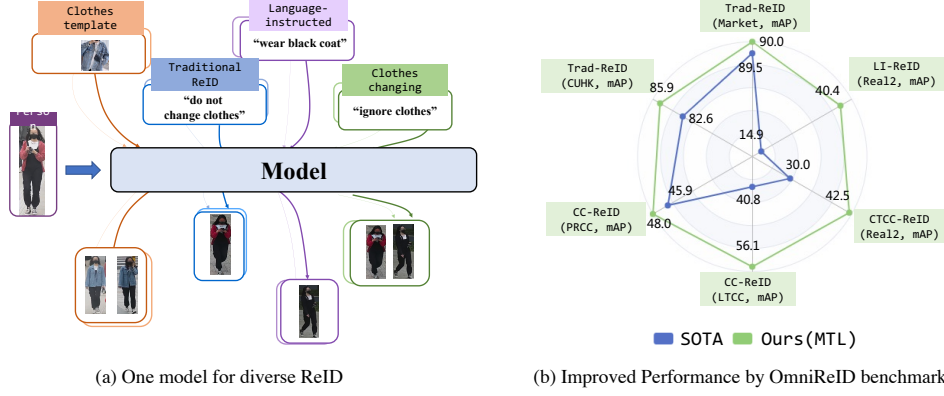 Clothes
template
Language-
instructed
“wear black coat”
Traditional
ReID
“do not
change clothes”
Clothes
changing
“ignore clothes”
Perso
n
Model
(a) One model for diverse ReID
Trad-ReID
(Market, mAP)
90.0
89.5
Trad-ReID
(CUHK, mAP)
85.9
82.6
LI-ReID
(Real2, mAP)
40.4
14.9
30.0
CC-ReID
(PRCC, mAP)
45.9
48.0
40.8
42.5
CTCC-ReID
(Real2, mAP)
56.1
CC-ReID
(LTCC, mAP)
SOTA
Ours(MTL)
(b) Improved Performance by OmniReID benchmark